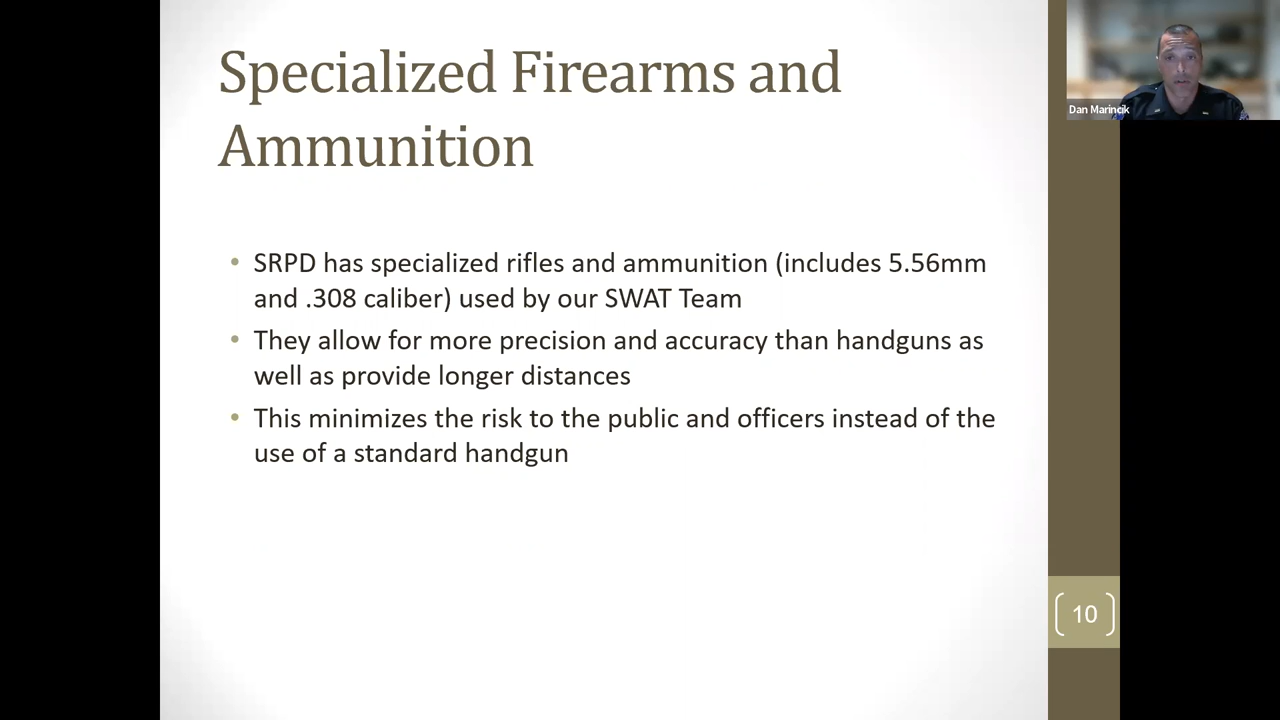 Specialized Firearms and
Ammunition
• SRPD has specialized rifles and ammunition (includes 5.56mm
and .308 caliber) used by our SWAT Team
• They allow for more precision and accuracy than handguns as
well as provide longer distances
• This minimizes the risk to the public and officers instead of the
use of a standard handgun
10
Dan Marincik